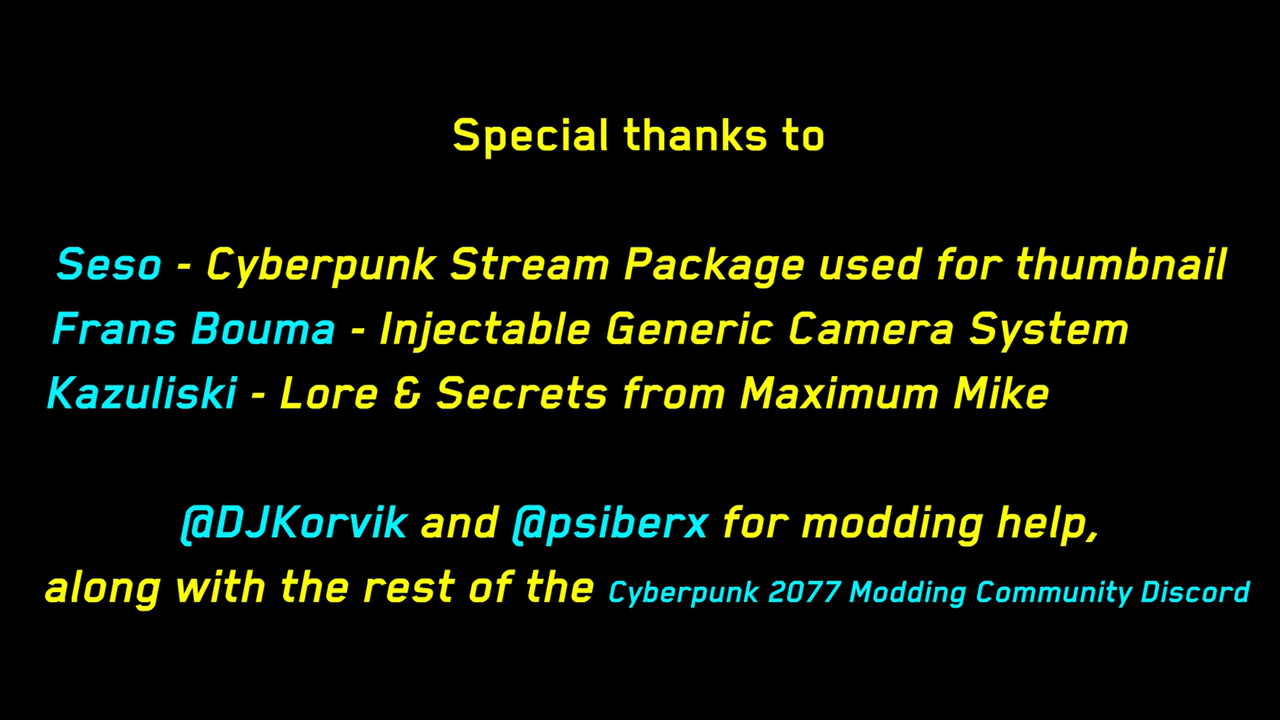 Special thanks to
Seso - Cyberpunk Stream Package used for thumbnail
Frans Bouma - Injectable Generic Camera System
Kazuliski - Lore & Secrets from Maximum Mike
@DJKorvik and @psiberx for modding help,
along with the rest of the Cyberpunk 2077 Modding Community Discord